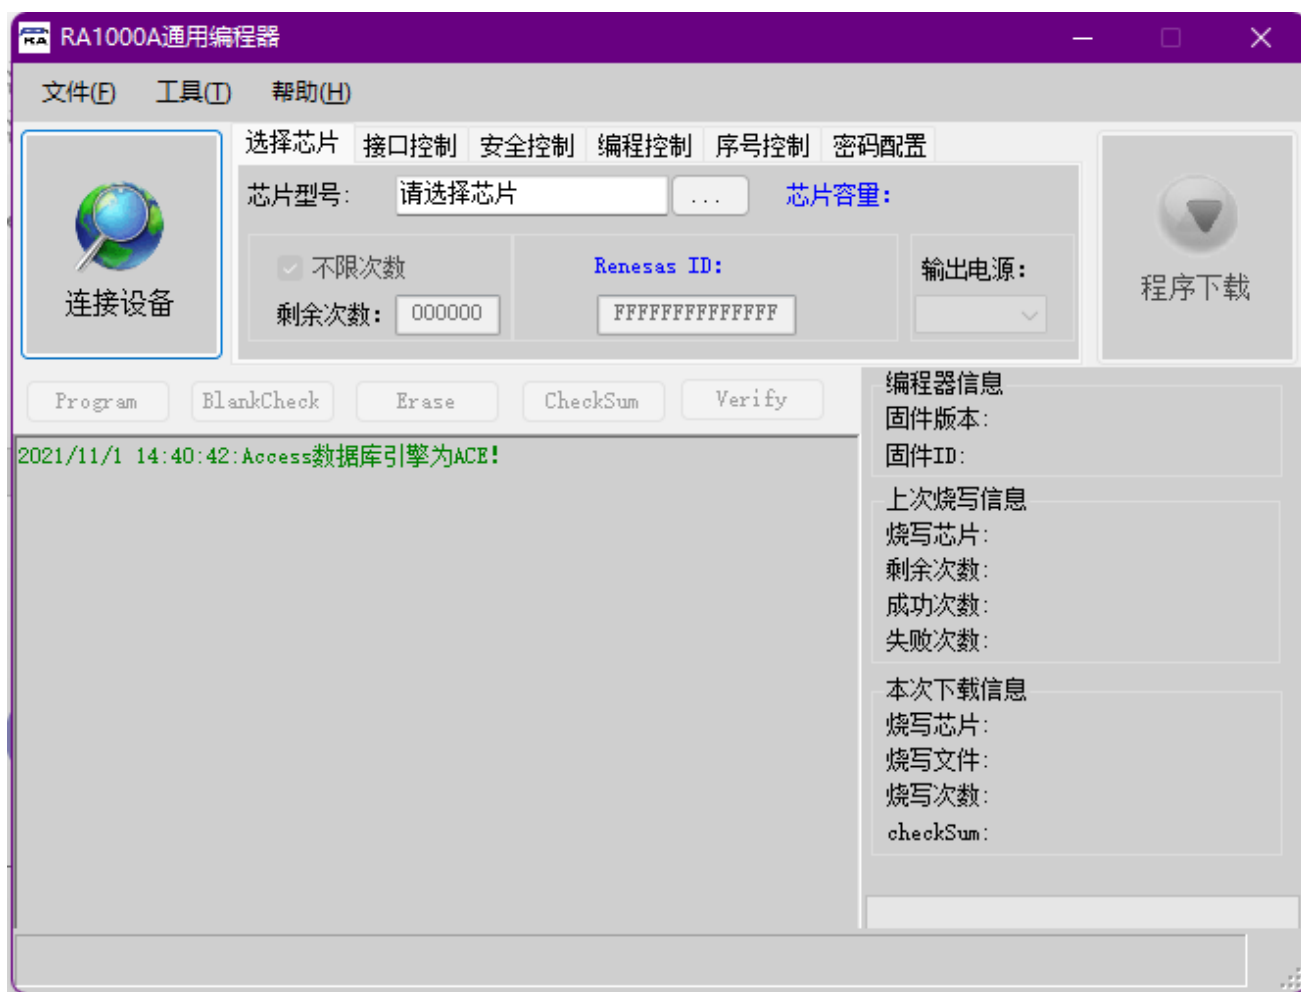 RA RA1000A通用编程器
文件(F) 工具(T) 帮助(H)
选择芯片 接口控制 安全控制 编程控制 序号控制 密码配置
芯片型号: 请选择芯片 ... 芯片容量:
不限次数 Renesas ID: 输出电源:
剩余次数: 000000 FFFFFFFFFFFFFF
连接设备
程序下载
Program BlankCheck Erase CheckSum Verify
2021/11/1 14:40:42:Access数据库引擎为ACE!
编程器信息
固件版本:
固件ID:
上次烧写信息
烧写芯片:
剩余次数:
成功次数:
失败次数:
本次下载信息
烧写芯片:
烧写文件:
烧写次数:
checkSum: